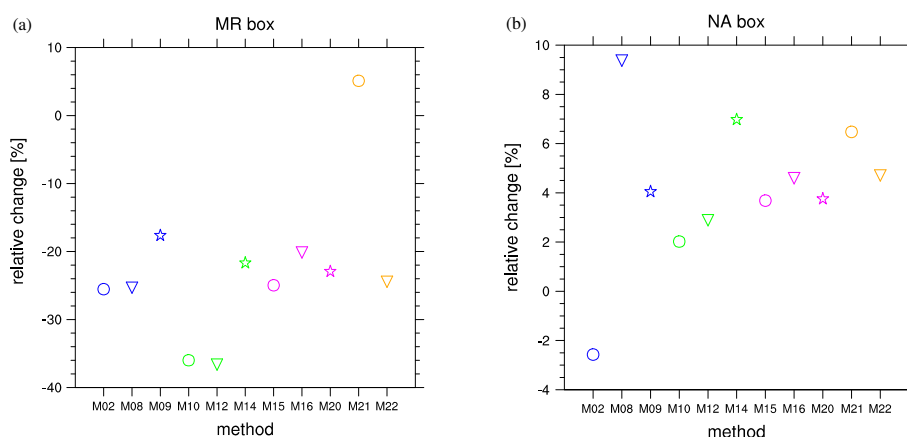 (a)
MR box
relative change [%]
10
0
-10
-20
-30
-40
M02 M08 M09 M10 M12 M14 M15 M16 M20 M21 M22
method
(b)
NA box
relative change [%]
10
8
6
4
2
0
-2
-4
M02 M08 M09 M10 M12 M14 M15 M16 M20 M21 M22
method